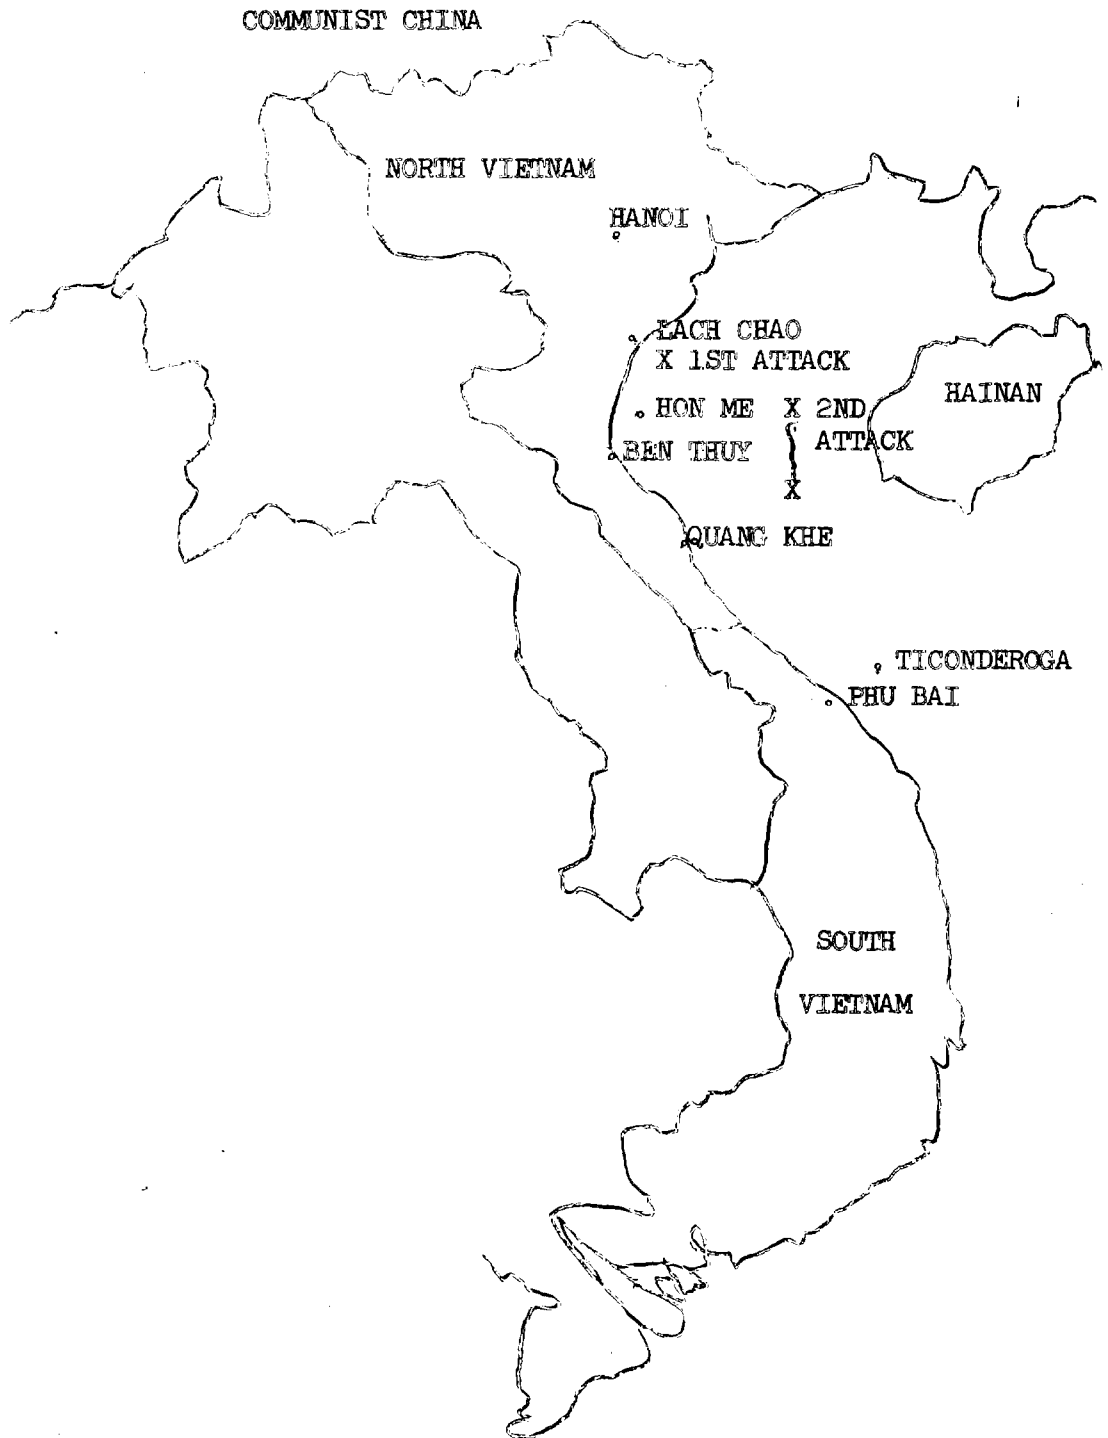 COMMUNIST CHINA
NORTH VIETNAM
HANOI
LACH CHAO
X 1ST ATTACK
HAINAN
HON ME X 2ND
ATTACK
BEN THUY
X
QUANG KHE
TICONDEROGA
PHU BAI
SOUTH
VIETNAM